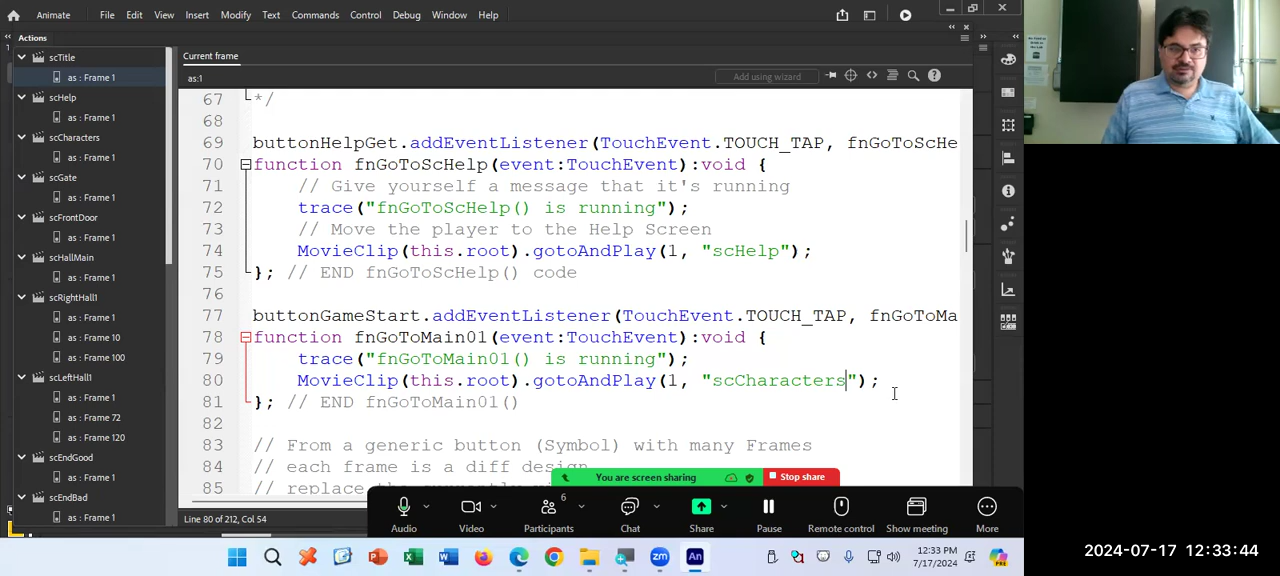 Animate File Edit View Insert Modify Text Commands Control Debug Window Help
Actions
scTitle
as : Frame 1
scHelp
as : Frame 1
scCharacters
as : Frame 1
scGate
as : Frame 1
scFrontDoor
as : Frame 1
scHallMain
as : Frame 1
scRightHall1
as : Frame 1
as : Frame 10
as : Frame 100
scLeftHall1
as : Frame 1
as : Frame 72
as : Frame 120
scEndGood
as : Frame 1
scEndBad
as : Frame 1
Current frame
as:1
Add using wizard
67 */
68
69 buttonHelpGet.addEventListener(TouchEvent.TOUCH_TAP, fnGoToScHe
70 function fnGoToScHelp(event:TouchEvent):void {
71 // Give yourself a message that it's running
72 trace("fnGoToScHelp() is running");
73 // Move the player to the Help Screen
74 MovieClip(this.root).gotoAndPlay(1, "scHelp");
75 }; // END fnGoToScHelp() code
76
77 buttonGameStart.addEventListener(TouchEvent.TOUCH_TAP, fnGoToMa
78 function fnGoToMain01(event:TouchEvent):void {
79 trace("fnGoToMain01() is running");
80 MovieClip(this.root).gotoAndPlay(1, "scCharacters");
81 }; // END fnGoToMain01()
82
83 // From a generic button (Symbol) with many Frames
84 // each frame is a diff design
85 // replace the currently
You are screen sharing Stop share
Line 80 of 212, Col 54
6
Audio Video Participants Chat Share Pause Remote control Show meeting More
zm An
12:33 PM
7/17/2024
2024-07-17 12:33:44